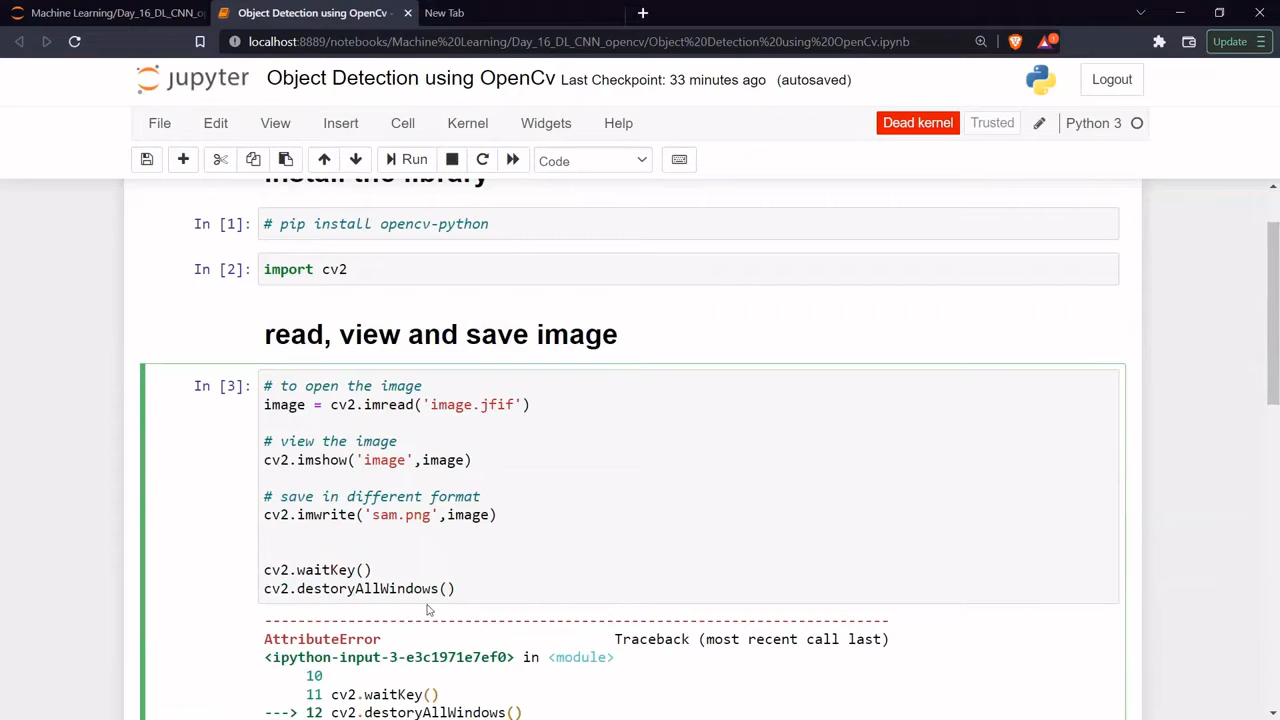 Machine Learning/Day_16_DL_CNN_op
Object Detection using OpenCv -
New Tab
localhost:8889/notebooks/Machine%20Learning/Day_16_DL_CNN_opencv/Object%20Detection%20using%20OpenCv.ipynb
Update
jupyter Object Detection using OpenCv Last Checkpoint: 33 minutes ago (autosaved)
Logout
File Edit View Insert Cell Kernel Widgets Help
Dead kernel Trusted Python 3
Run Code
install the library
In [1]: # pip install opencv-python
In [2]: import cv2
read, view and save image
In [3]: # to open the image
image = cv2.imread('image.jfif')
# view the image
cv2.imshow('image',image)
# save in different format
cv2.imwrite('sam.png',image)
cv2.waitKey()
cv2.destoryAllWindows()
---------------------------------------------------------------------------
AttributeError Traceback (most recent call last)
<ipython-input-3-e3c1971e7ef0> in <module>
10
11 cv2.waitKey()
---> 12 cv2.destoryAllWindows()